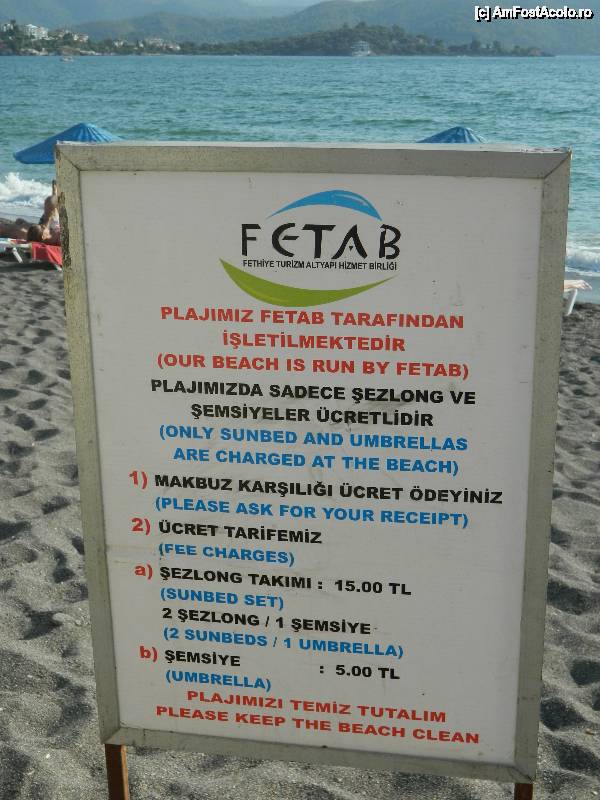 [c] AmFostAcolo.ro
FETAB
FETHİYE TURİZM ALTYAPI HİZMET BİRLİĞİ
PLAJIMIZ FETAB TARAFINDAN
İŞLETİLMEKTEDİR
(OUR BEACH IS RUN BY FETAB)
PLAJIMIZDA SADECE ŞEZLONG VE
ŞEMSİYELER ÜCRETLİDİR
(ONLY SUNBED AND UMBRELLAS
ARE CHARGED AT THE BEACH)
1) MAKBUZ KARŞILIĞI ÜCRET ÖDEYİNİZ
(PLEASE ASK FOR YOUR RECEIPT)
2) ÜCRET TARİFEMİZ
(FEE CHARGES)
a) ŞEZLONG TAKIMI : 15.00 TL
(SUNBED SET)
2 ŞEZLONG / 1 ŞEMSİYE
(2 SUNBEDS / 1 UMBRELLA)
b) ŞEMSİYE : 5.00 TL
(UMBRELLA)
PLAJIMIZI TEMİZ TUTALIM
PLEASE KEEP THE BEACH CLEAN